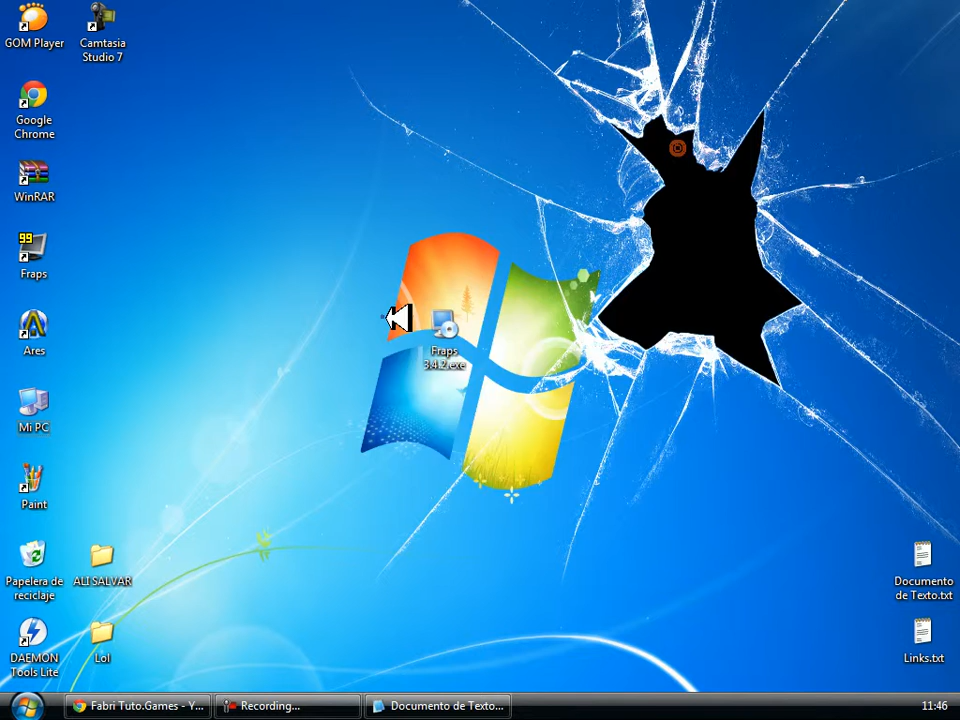 GOM Player
Camtasia
Studio 7
Google
Chrome
WinRAR
99
Fraps
Ares
Mi PC
Paint
Papelera de
reciclaje
ALI SALVAR
DAEMON
Tools Lite
Lol
Fraps
3.4.2.exe
Documento
de Texto.txt
Links.txt
Fabri Tuto.Games - Y...
Recording...
Documento de Texto...
11:46